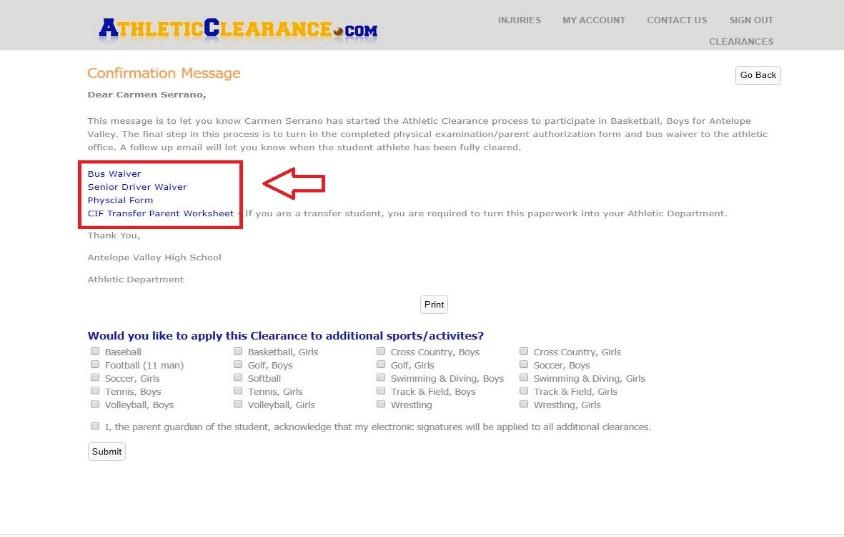 ATHLETICCLEARANCE.COM
INJURIES MY ACCOUNT CONTACT US SIGN OUT
CLEARANCES
Confirmation Message
Go Back
Dear Carmen Serrano,
This message is to let you know Carmen Serrano has started the Athletic Clearance process to participate in Basketball, Boys for Antelope
Valley. The final step in this process is to turn in the completed physical examination/parent authorization form and bus waiver to the athletic
office. A follow up email will let you know when the student athlete has been fully cleared.
Bus Waiver
Senior Driver Waiver
Physcial Form
CIF Transfer Parent Worksheet - If you are a transfer student, you are required to turn this paperwork into your Athletic Department.
Thank You,
Antelope Valley High School
Athletic Department
Print
Would you like to apply this Clearance to additional sports/activites?
Baseball Basketball, Girls Cross Country, Boys Cross Country, Girls
Football (11 man) Golf, Boys Golf, Girls Soccer, Boys
Soccer, Girls Softball Swimming & Diving, Boys Swimming & Diving, Girls
Tennis, Boys Tennis, Girls Track & Field, Boys Track & Field, Girls
Volleyball, Boys Volleyball, Girls Wrestling Wrestling, Girls
I, the parent guardian of the student, acknowledge that my electronic signatures will be applied to all additional clearances.
Submit